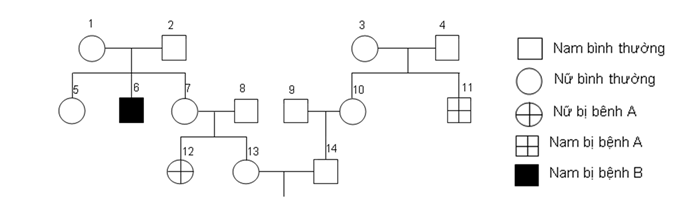 1 2 3 4
5 6 7 8 9 10 11
12 13 14
Nam bình thường
Nữ bình thường
Nữ bị bệnh A
Nam bị bệnh A
Nam bị bệnh B